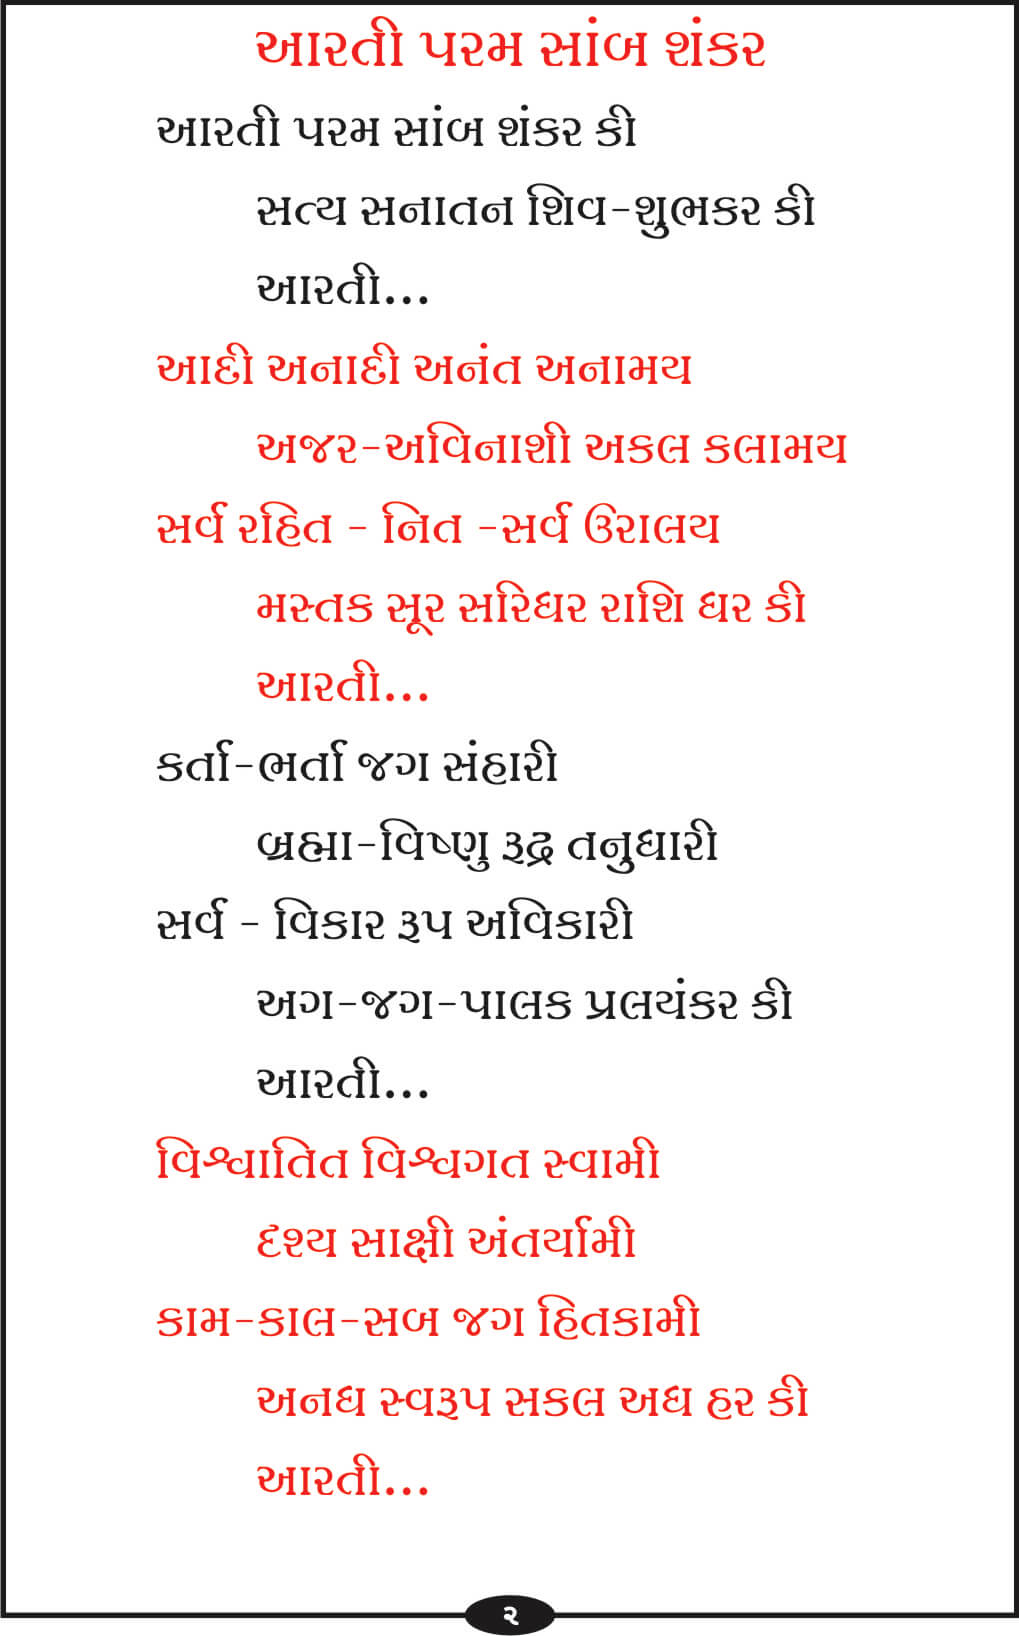 આરતી પરમ સાંબ શંકર
આરતી પરમ સાંબ શંકર કી
સત્ય સનાતન શિવ-શુભકર કી
આરતી...
આદી અનાદી અનંત અનામય
અજર-અવિનાશી અકલ કલામય
સર્વ રહિત - નિત -સર્વ ઉરાલય
મસ્તક સૂર સરિધર રાશિ ધર કી
આરતી...
કર્તા-ભર્તા જગ સંહારી
બ્રહ્મા-વિષ્ણુ રૂદ્ર તનુધારી
સર્વ - વિકાર રૂપ અવિકારી
અગ-જગ-પાલક પ્રલયંકર કી
આરતી...
વિશ્વાતિત વિશ્વગત સ્વામી
દૃશ્ય સાક્ષી અંતર્યામી
કામ-કાલ-સબ જગ હિતકામી
અનઘ સ્વરૂપ સકલ અઘ હર કી
આરતી...
૨